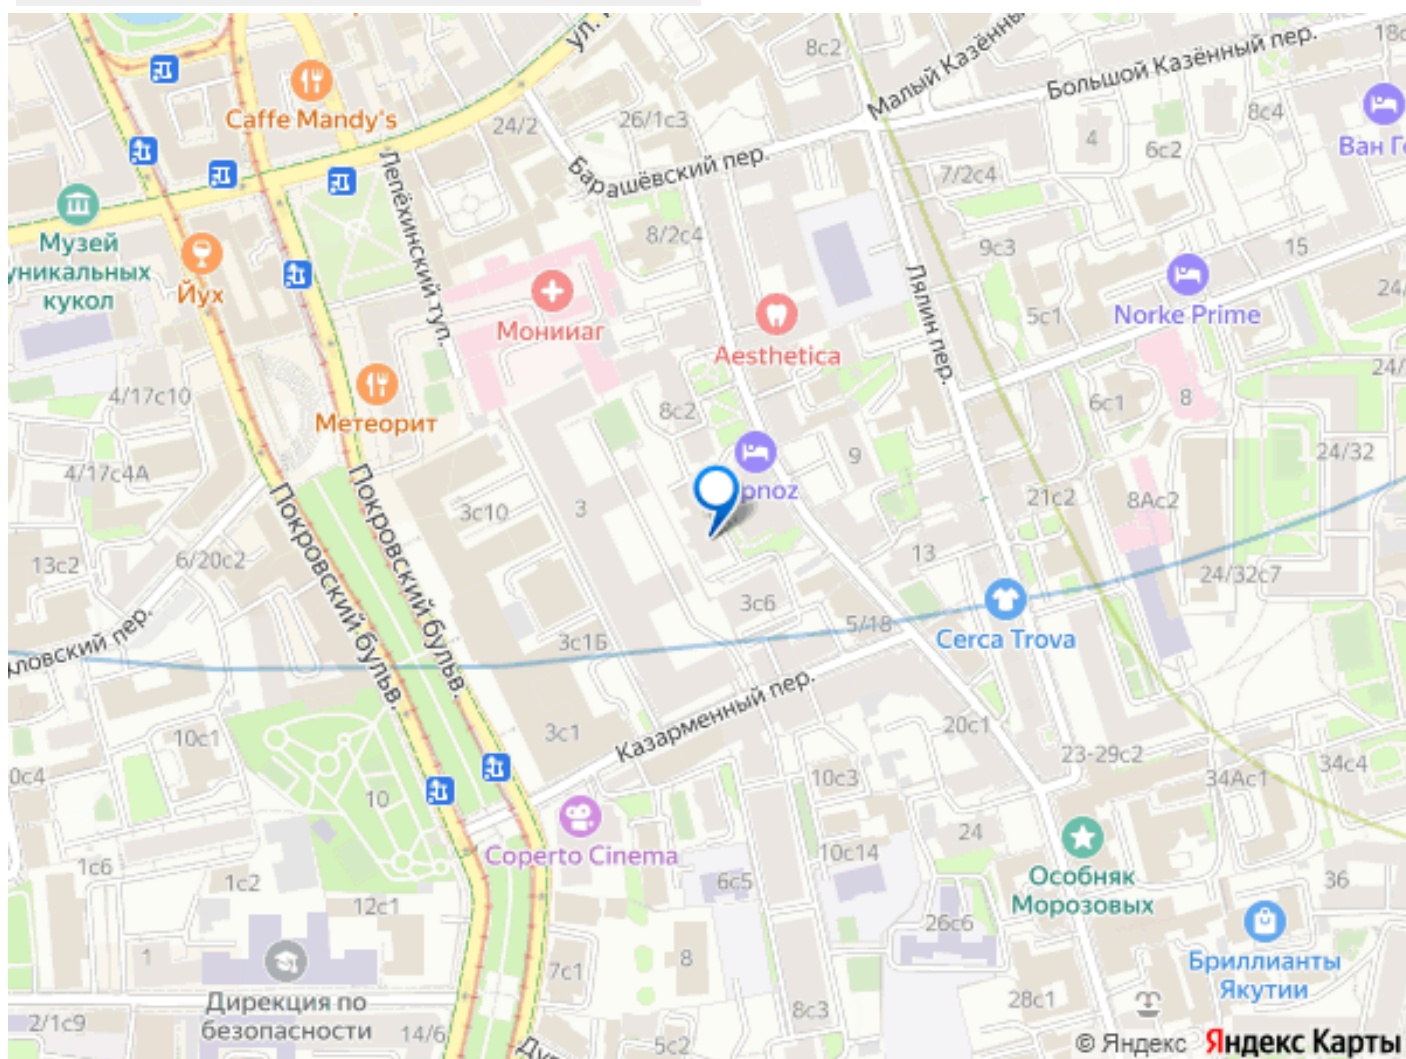 8с2
18с
Большой Казённый пер.
Малый Казённый
ул.
Caffe Mandy's
24/2
26/1с3
4
8с4
6с2
Ван Г
Барашёвский пер.
7/2с4
Лепёхинский туп.
Музей
уникальных
кукол
Йух
8/2с4
9с3
15
Монииаг
Лялин пер.
5с1
Norke Prime
24/
Aesthetica
4/17с10
Метеорит
8с2
6с1
8
24/
4/17с4А
9
24/32
Покровский бульв.
Покровский бульв.
3с10
3
pnoz
21с2
8Ас2
13с2
6/20с2
13
24/32с7
3с6
5/18
Cerca Trova
ловский пер.
3с1Б
Казарменный пер.
10с1
3с1
20с1
23-29с2
0с4
10
10с3
34Ас1
34с4
Coperto Cinema
24
1с6
1с2
10с14
Особняк
Морозовых
6с5
36
12с1
26с6
1
7с1
8
Бриллианты
Якутии
Дирекция по
безопасности
2/1с9
14/6
5с2
8с3
28с1
© Яндекс Яндекс Карты